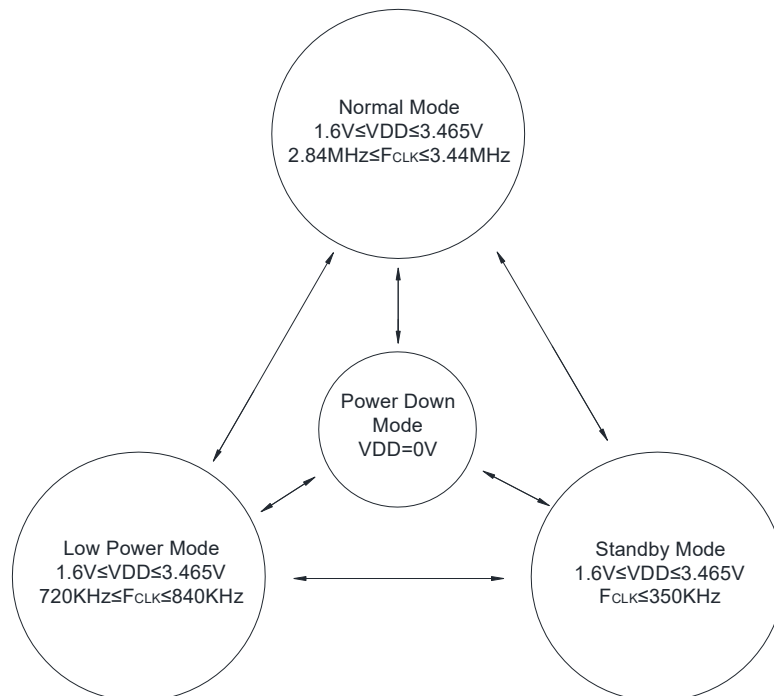 Normal Mode
1.6V≤VDD≤3.465V
2.84MHz≤FCLK≤3.44MHz
Power Down
Mode
VDD=0V
Low Power Mode
1.6V≤VDD≤3.465V
720KHz≤FCLK≤840KHz
Standby Mode
1.6V≤VDD≤3.465V
FCLK≤350KHz